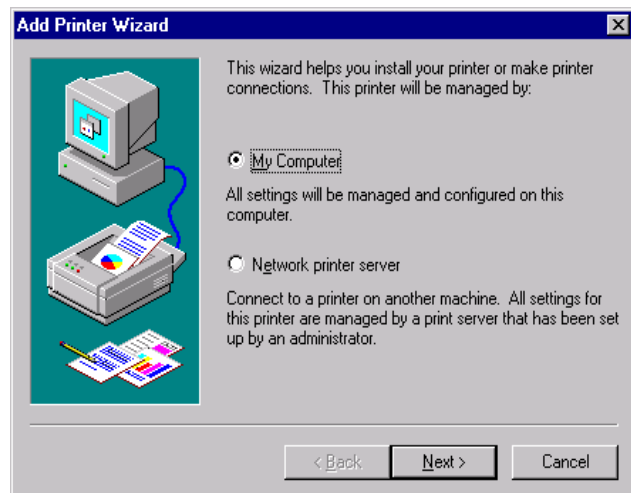 Add Printer Wizard
This wizard helps you install your printer or make printer
connections. This printer will be managed by:
My Computer
All settings will be managed and configured on this
computer.
Network printer server
Connect to a printer on another machine. All settings for
this printer are managed by a print server that has been set
up by an administrator.
< Back
Next >
Cancel